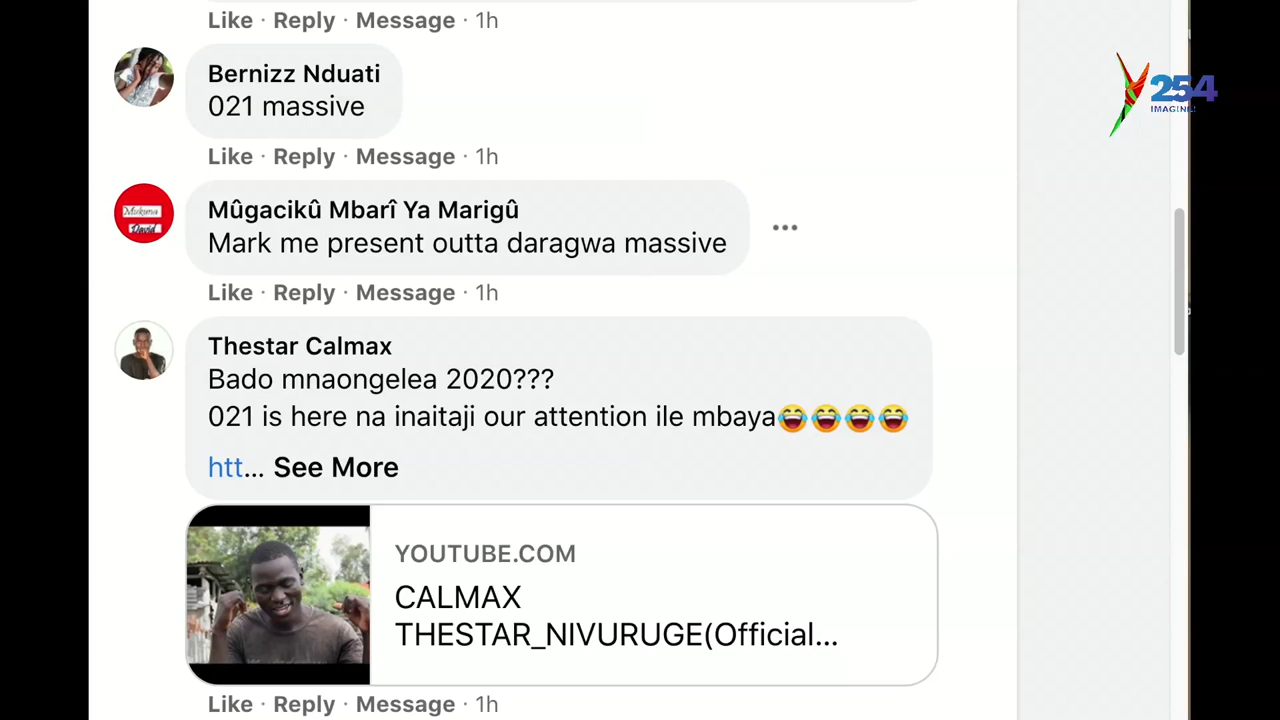 Like · Reply · Message · 1h
Bernizz Nduati
021 massive
Like · Reply · Message · 1h
Mûgacikû Mbarî Ya Marigû
Mark me present outta daragwa massive
Like · Reply · Message · 1h
Thestar Calmax
Bado mnaongelea 2020???
021 is here na inaitaji our attention ile mbaya😂😂😂😂
htt... See More
YOUTUBE.COM
CALMAX
THESTAR_NIVURUGE(Official...
Like · Reply · Message · 1h
Y254
IMAGINE!